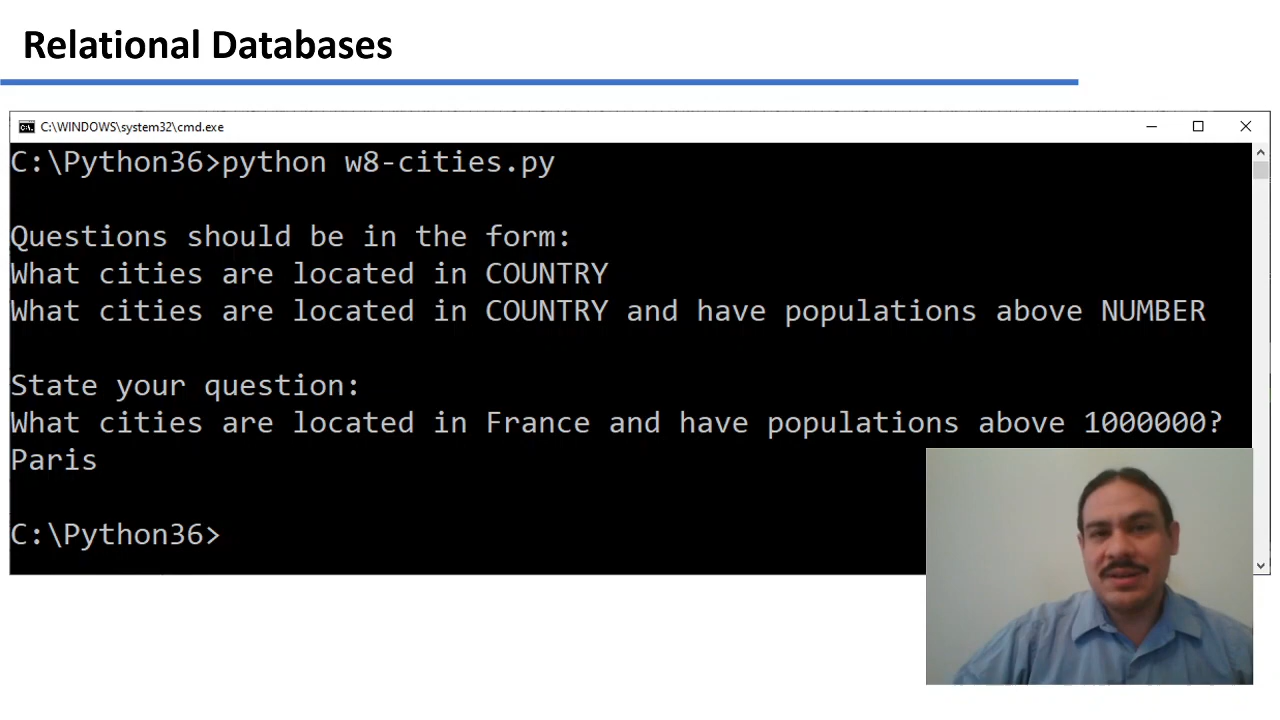 Relational Databases
C:\WINDOWS\system32\cmd.exe
C:\Python36>python w8-cities.py
Questions should be in the form:
What cities are located in COUNTRY
What cities are located in COUNTRY and have populations above NUMBER
State your question:
What cities are located in France and have populations above 1000000?
Paris
C:\Python36>